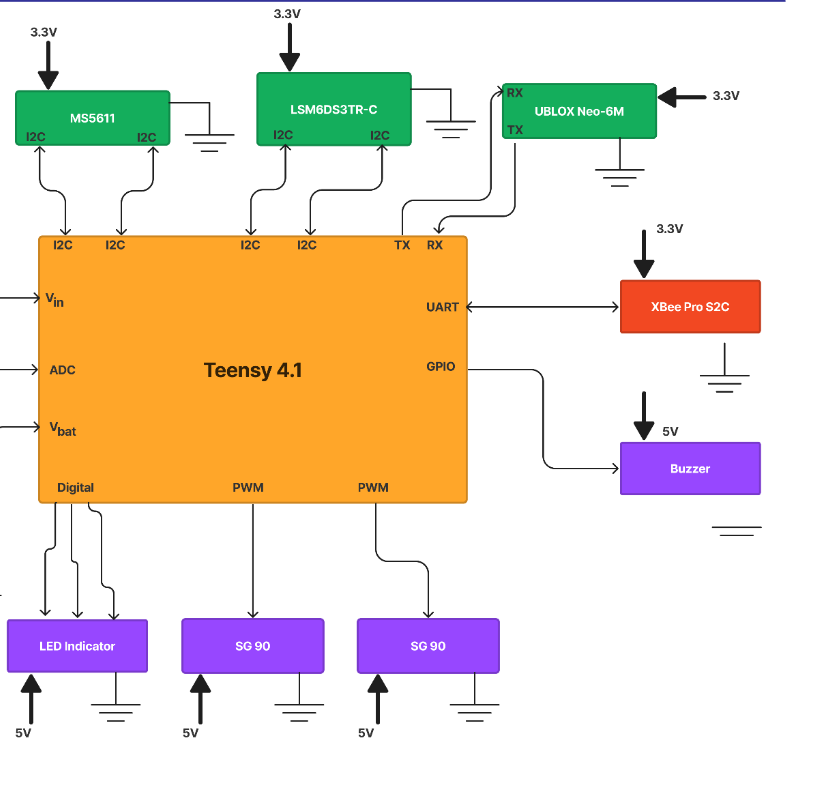 3.3V
3.3V
MS5611
I2C
I2C
LSM6DS3TR-C
I2C
I2C
RX
UBLOX Neo-6M
TX
3.3V
I2C
I2C
I2C
I2C
TX
RX
3.3V
Vin
UART
XBee Pro S2C
ADC
Teensy 4.1
GPIO
Vbat
5V
Buzzer
Digital
PWM
PWM
LED Indicator
SG 90
SG 90
5V
5V
5V